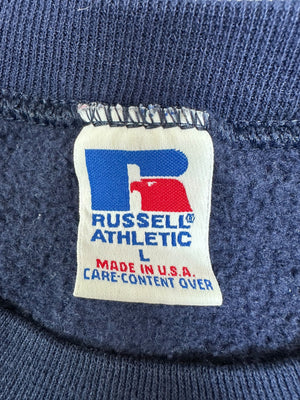 R
RUSSELL®
ATHLETIC
L
MADE IN U.S.A.
CARE-CONTENT OVER